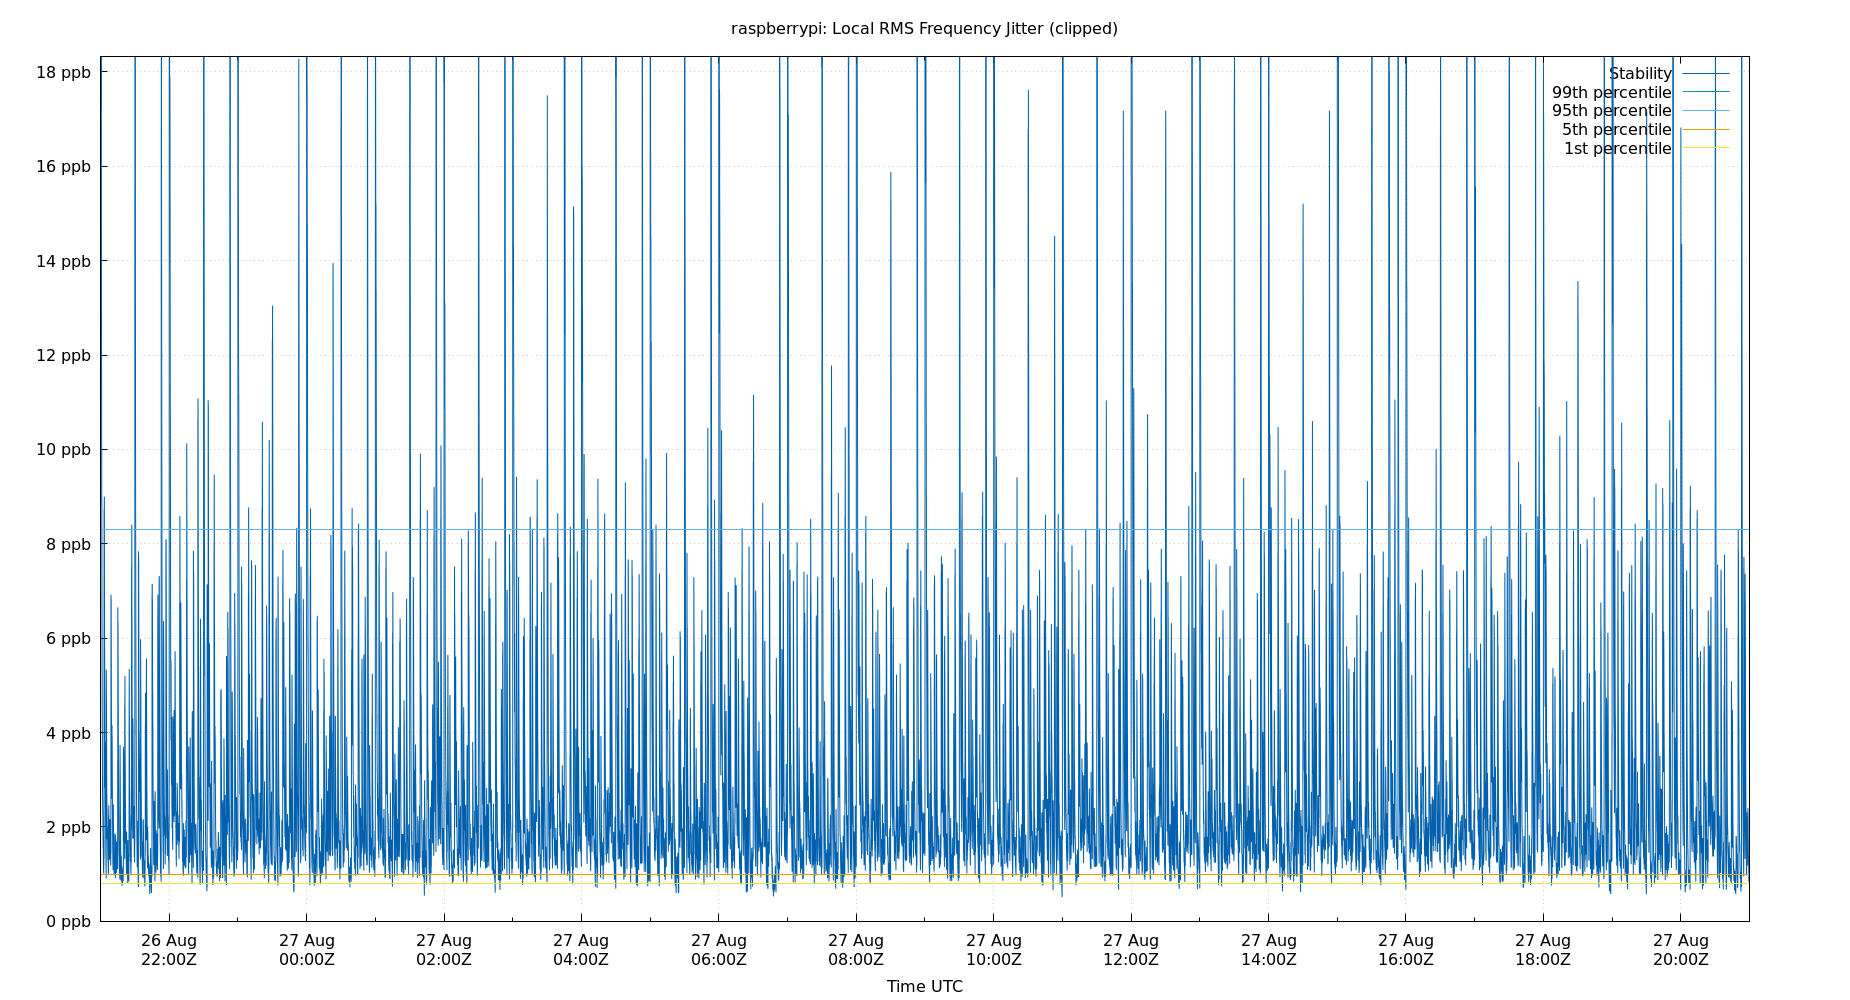 raspberrypi: Local RMS Frequency Jitter (clipped)
18 ppb
16 ppb
14 ppb
12 ppb
10 ppb
8 ppb
6 ppb
4 ppb
2 ppb
0 ppb
Stability
99th percentile
95th percentile
5th percentile
1st percentile
26 Aug
22:00Z
27 Aug
00:00Z
27 Aug
02:00Z
27 Aug
04:00Z
27 Aug
06:00Z
27 Aug
08:00Z
27 Aug
10:00Z
27 Aug
12:00Z
27 Aug
14:00Z
27 Aug
16:00Z
27 Aug
18:00Z
27 Aug
20:00Z
Time UTC